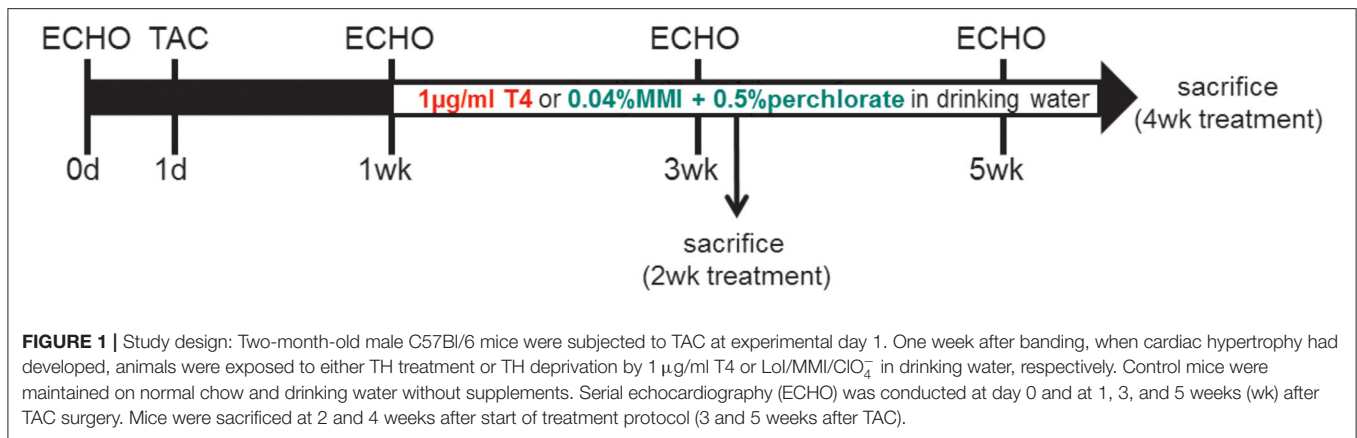 ECHO TAC ECHO ECHO ECHO
1µg/ml T4 or 0.04%MMI + 0.5%perchlorate in drinking water
sacrifice
(4wk treatment)
0d 1d 1wk 3wk 5wk
sacrifice
(2wk treatment)
FIGURE 1 | Study design: Two-month-old male C57Bl/6 mice were subjected to TAC at experimental day 1. One week after banding, when cardiac hypertrophy had
developed, animals were exposed to either TH treatment or TH deprivation by 1 µg/ml T4 or LoI/MMI/ClO₄⁻ in drinking water, respectively. Control mice were
maintained on normal chow and drinking water without supplements. Serial echocardiography (ECHO) was conducted at day 0 and at 1, 3, and 5 weeks (wk) after
TAC surgery. Mice were sacrificed at 2 and 4 weeks after start of treatment protocol (3 and 5 weeks after TAC).